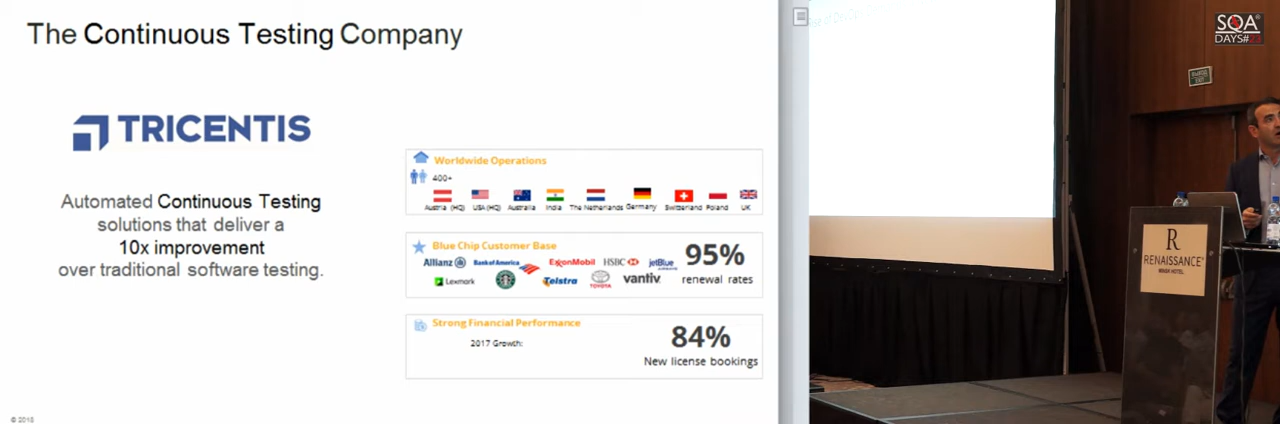 The Continuous Testing Company
TRICENTIS
Automated Continuous Testing
solutions that deliver a
10x improvement
over traditional software testing.
Worldwide Operations
400+
Austria (HQ) USA (HQ) Australia India The Netherlands Germany Switzerland Poland UK
Blue Chip Customer Base
Allianz Bank of America ExxonMobil HSBC jetBlue
Lexmark Telstra TOYOTA vantiv
95%
renewal rates
Strong Financial Performance
2017 Growth:
84%
New license bookings
SQA
DAYS#23
R
RENAISSANCE
MINSK HOTEL